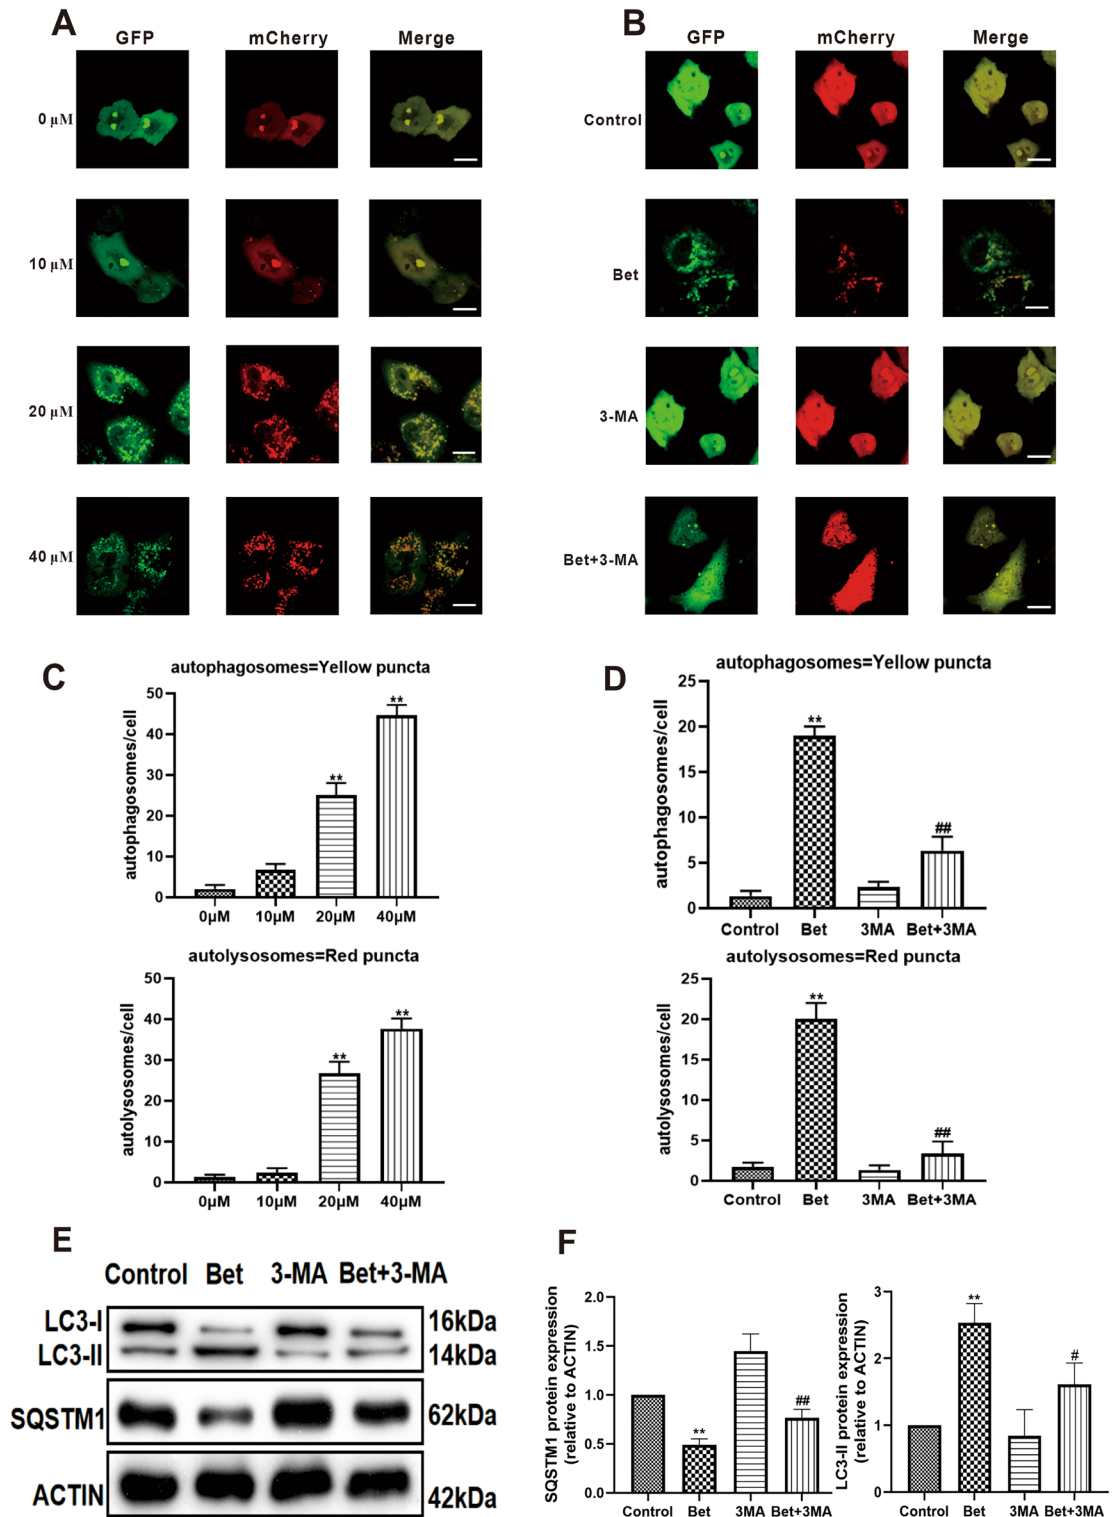 A
GFP mCherry Merge
0 μM
10 μM
20 μM
40 μM
B
GFP mCherry Merge
Control
Bet
3-MA
Bet+3-MA
C
autophagosomes=Yellow puncta
autophagosomes/cell
50
40
30
20
10
0
** **
0μM 10μM 20μM 40μM
autolysosomes=Red puncta
autolysosomes/cell
50
40
30
20
10
0
** **
0μM 10μM 20μM 40μM
D
autophagosomes=Yellow puncta
autophagosomes/cell
25
20
15
10
5
0
** ##
Control Bet 3MA Bet+3MA
autolysosomes=Red puncta
autolysosomes/cell
25
20
15
10
5
0
** ##
Control Bet 3MA Bet+3MA
E
Control Bet 3-MA Bet+3-MA
LC3-I 16kDa
LC3-II 14kDa
SQSTM1 62kDa
ACTIN 42kDa
F
SQSTM1 protein expression
(relative to ACTIN)
2.0
1.5
1.0
0.5
0.0
** ##
Control Bet 3MA Bet+3MA
LC3-II protein expression
(relative to ACTIN)
3
2
1
0
** #
Control Bet 3MA Bet+3MA